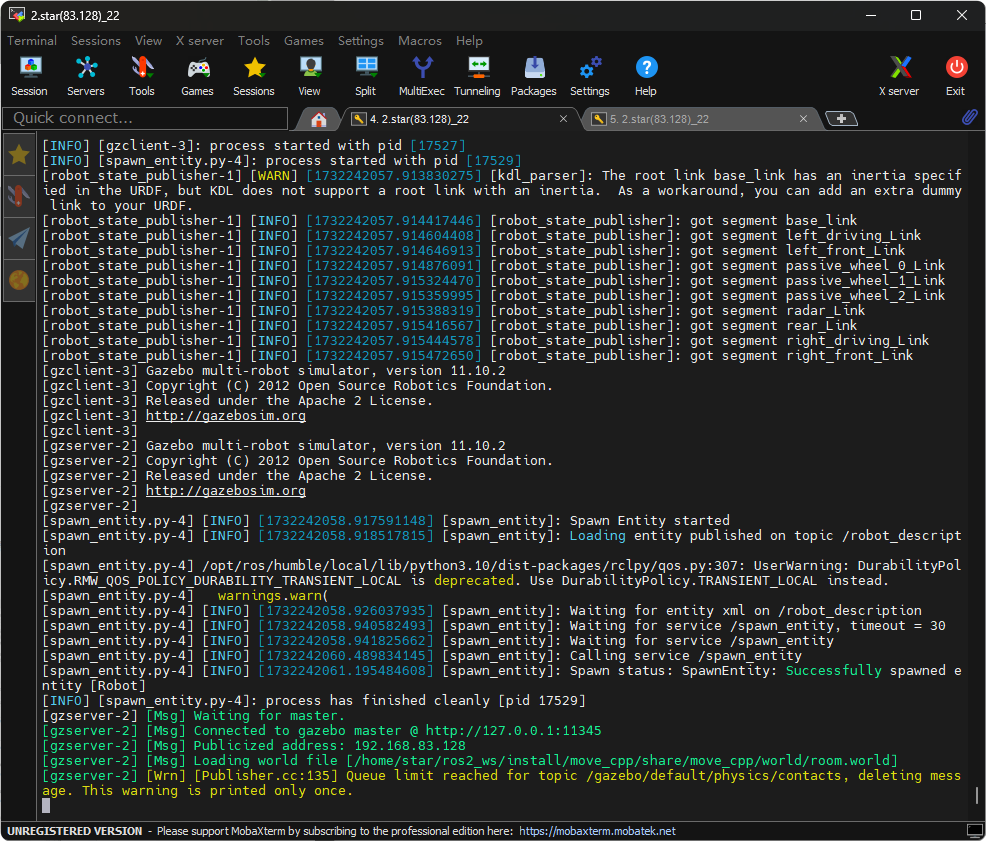 2.star(83.128)_22
Terminal Sessions View X server Tools Games Settings Macros Help
Session Servers Tools Games Sessions View Split MultiExec Tunneling Packages Settings Help X server Exit
Quick connect... 4. 2.star(83.128)_22 5. 2.star(83.128)_22
[INFO] [gzclient-3]: process started with pid [17527]
[INFO] [spawn_entity.py-4]: process started with pid [17529]
[robot_state_publisher-1] [WARN] [1732242057.913830275] [kdl_parser]: The root link base_link has an inertia specif
ied in the URDF, but KDL does not support a root link with an inertia.  As a workaround, you can add an extra dummy
 link to your URDF.
[robot_state_publisher-1] [INFO] [1732242057.914417446] [robot_state_publisher]: got segment base_link
[robot_state_publisher-1] [INFO] [1732242057.914604408] [robot_state_publisher]: got segment left_driving_Link
[robot_state_publisher-1] [INFO] [1732242057.914646913] [robot_state_publisher]: got segment left_front_Link
[robot_state_publisher-1] [INFO] [1732242057.914876091] [robot_state_publisher]: got segment passive_wheel_0_Link
[robot_state_publisher-1] [INFO] [1732242057.915324470] [robot_state_publisher]: got segment passive_wheel_1_Link
[robot_state_publisher-1] [INFO] [1732242057.915359995] [robot_state_publisher]: got segment passive_wheel_2_Link
[robot_state_publisher-1] [INFO] [1732242057.915388319] [robot_state_publisher]: got segment radar_Link
[robot_state_publisher-1] [INFO] [1732242057.915416567] [robot_state_publisher]: got segment rear_Link
[robot_state_publisher-1] [INFO] [1732242057.915444578] [robot_state_publisher]: got segment right_driving_Link
[robot_state_publisher-1] [INFO] [1732242057.915472650] [robot_state_publisher]: got segment right_front_Link
[gzclient-3] Gazebo multi-robot simulator, version 11.10.2
[gzclient-3] Copyright (C) 2012 Open Source Robotics Foundation.
[gzclient-3] Released under the Apache 2 License.
[gzclient-3] http://gazebosim.org
[gzclient-3]
[gzserver-2] Gazebo multi-robot simulator, version 11.10.2
[gzserver-2] Copyright (C) 2012 Open Source Robotics Foundation.
[gzserver-2] Released under the Apache 2 License.
[gzserver-2] http://gazebosim.org
[gzserver-2]
[spawn_entity.py-4] [INFO] [1732242058.917591148] [spawn_entity]: Spawn Entity started
[spawn_entity.py-4] [INFO] [1732242058.918517815] [spawn_entity]: Loading entity published on topic /robot_descript
ion
[spawn_entity.py-4] /opt/ros/humble/local/lib/python3.10/dist-packages/rclpy/qos.py:307: UserWarning: DurabilityPol
icy.RMW_QOS_POLICY_DURABILITY_TRANSIENT_LOCAL is deprecated. Use DurabilityPolicy.TRANSIENT_LOCAL instead.
[spawn_entity.py-4]   warnings.warn(
[spawn_entity.py-4] [INFO] [1732242058.926037935] [spawn_entity]: Waiting for entity xml on /robot_description
[spawn_entity.py-4] [INFO] [1732242058.940582493] [spawn_entity]: Waiting for service /spawn_entity, timeout = 30
[spawn_entity.py-4] [INFO] [1732242058.941825662] [spawn_entity]: Waiting for service /spawn_entity
[spawn_entity.py-4] [INFO] [1732242060.489834145] [spawn_entity]: Calling service /spawn_entity
[spawn_entity.py-4] [INFO] [1732242061.195484608] [spawn_entity]: Spawn status: SpawnEntity: Successfully spawned e
ntity [Robot]
[INFO] [spawn_entity.py-4]: process has finished cleanly [pid 17529]
[gzserver-2] [Msg] Waiting for master.
[gzserver-2] [Msg] Connected to gazebo master @ http://127.0.0.1:11345
[gzserver-2] [Msg] Publicized address: 192.168.83.128
[gzserver-2] [Msg] Loading world file [/home/star/ros2_ws/install/move_cpp/share/move_cpp/world/room.world]
[gzserver-2] [Wrn] [Publisher.cc:135] Queue limit reached for topic /gazebo/default/physics/contacts, deleting mess
age. This warning is printed only once.
UNREGISTERED VERSION - Please support MobaXterm by subscribing to the professional edition here: https://mobaxterm.mobatek.net